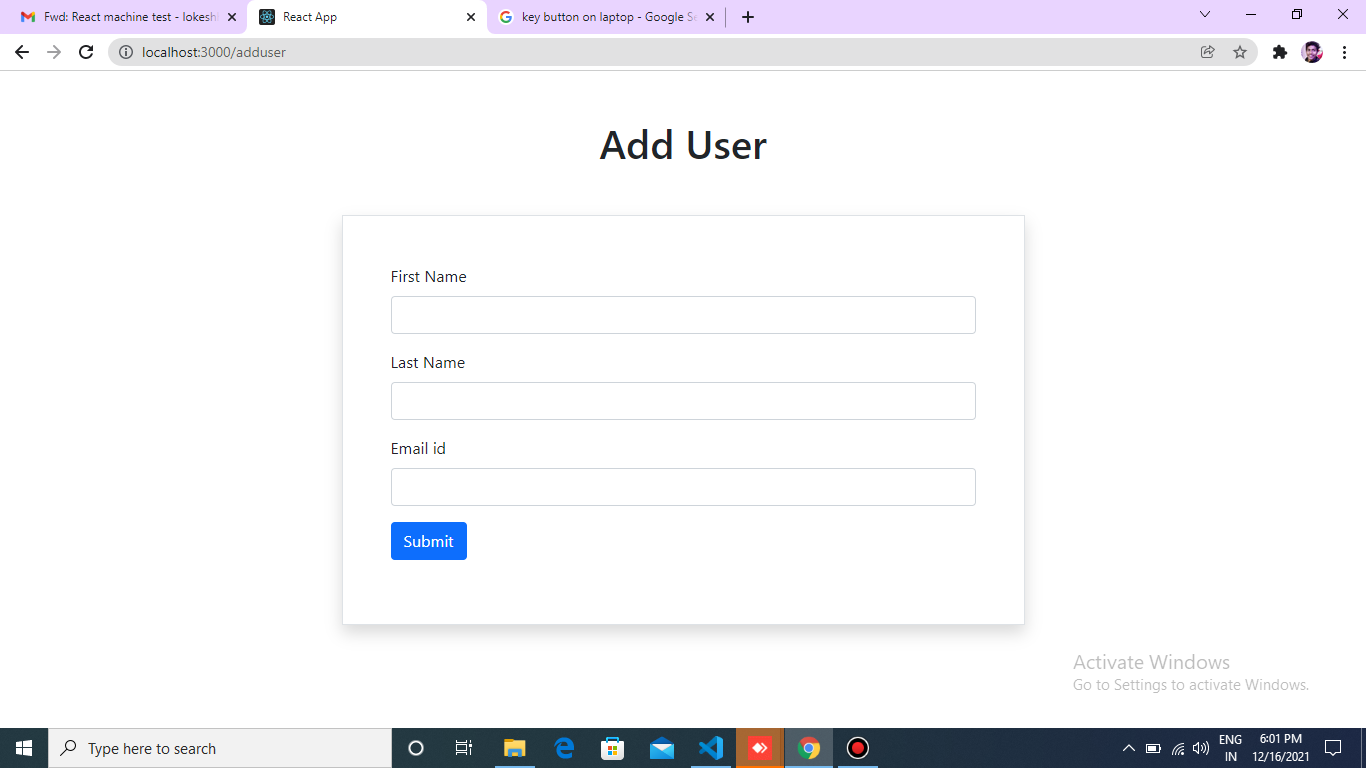 Fwd: React machine test - lokesh
React App
key button on laptop - Google Se
localhost:3000/adduser
Add User
First Name
Last Name
Email id
Submit
Activate Windows
Go to Settings to activate Windows.
Type here to search
ENG
IN
6:01 PM
12/16/2021